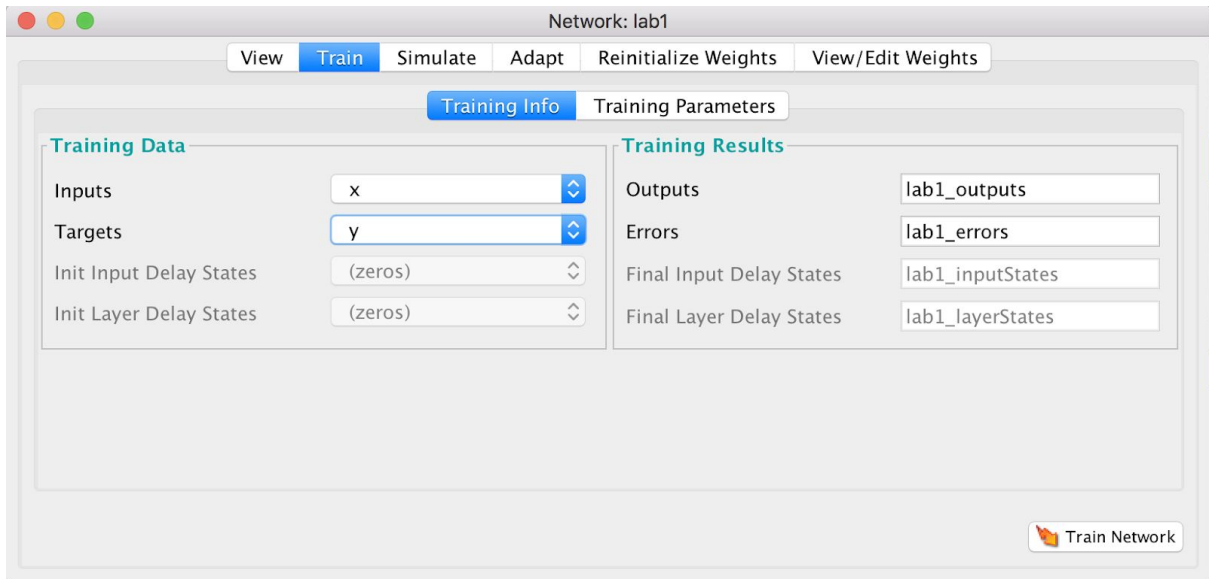 Network: lab1
View Train Simulate Adapt Reinitialize Weights View/Edit Weights
Training Info Training Parameters
Training Data
Inputs x
Targets y
Init Input Delay States (zeros)
Init Layer Delay States (zeros)
Training Results
Outputs lab1_outputs
Errors lab1_errors
Final Input Delay States lab1_inputStates
Final Layer Delay States lab1_layerStates
Train Network